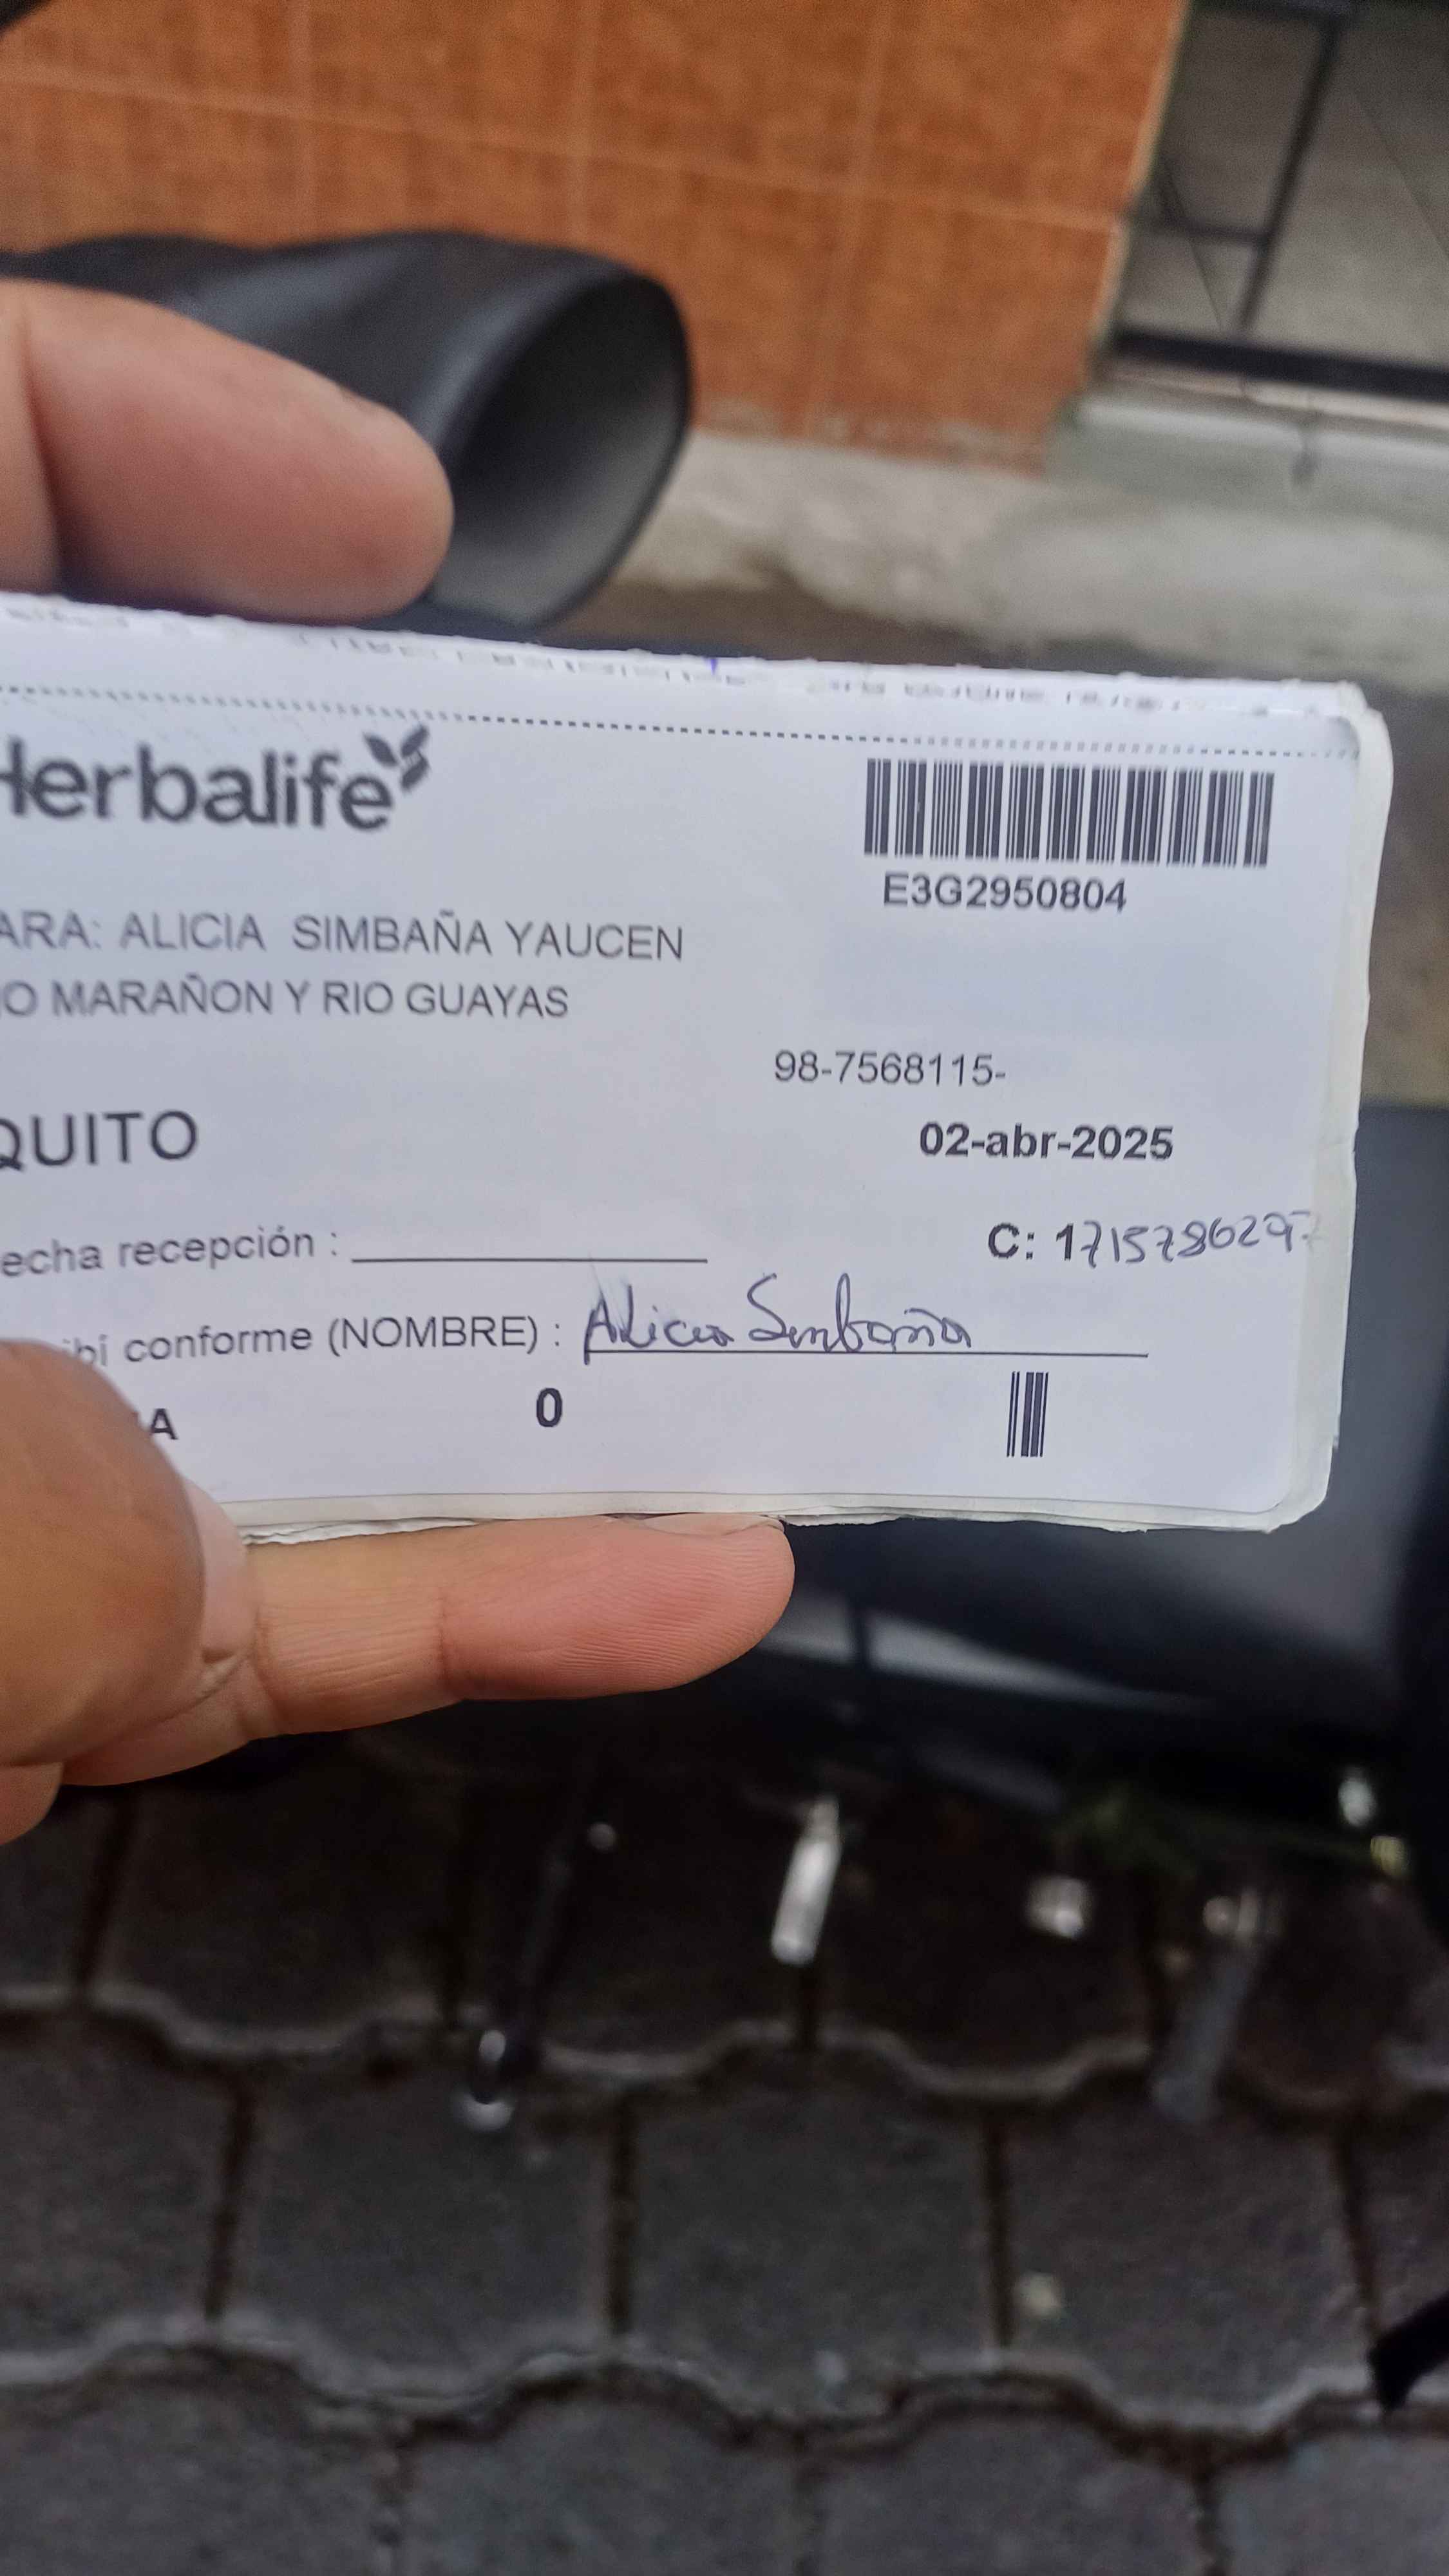 Herbalife
E3G2950804
ARA: ALICIA SIMBAÑA YAUCEN
O MARAÑON Y RIO GUAYAS
98-7568115-
QUITO
02-abr-2025
echa recepción :
C: 1715786297
ibí conforme (NOMBRE) : Alicia Simbaña
A
0